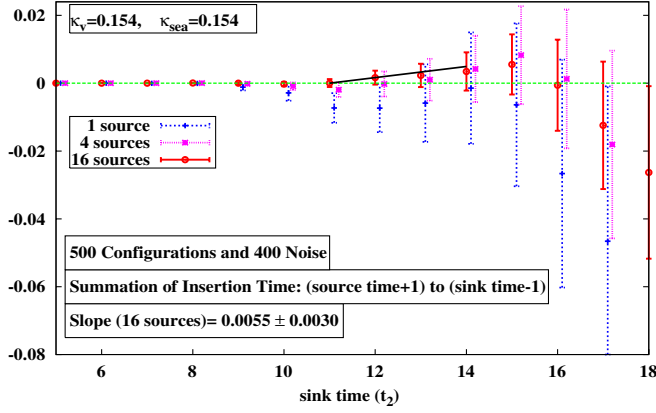 κv=0.154, κsea=0.154
0.02
0
-0.02
-0.04
-0.06
-0.08
1 source
4 sources
16 sources
500 Configurations and 400 Noise
Summation of Insertion Time: (source time+1) to (sink time-1)
Slope (16 sources)= 0.0055 ± 0.0030
6 8 10 12 14 16 18
sink time (t2)